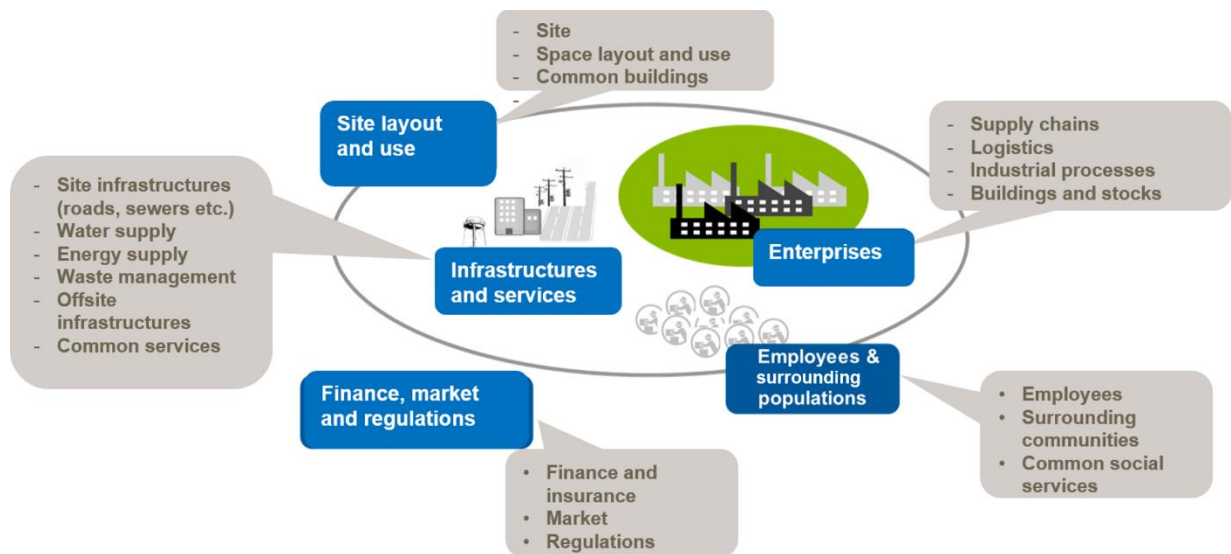 - Site
- Space layout and use
- Common buildings
-
Site layout
and use
- Supply chains
- Logistics
- Industrial processes
- Buildings and stocks
- Site infrastructures
(roads, sewers etc.)
- Water supply
- Energy supply
- Waste management
- Offsite
infrastructures
- Common services
Enterprises
Infrastructures
and services
Employees &
surrounding
populations
Finance, market
and regulations
• Employees
• Surrounding
communities
• Common social
services
• Finance and
insurance
• Market
• Regulations